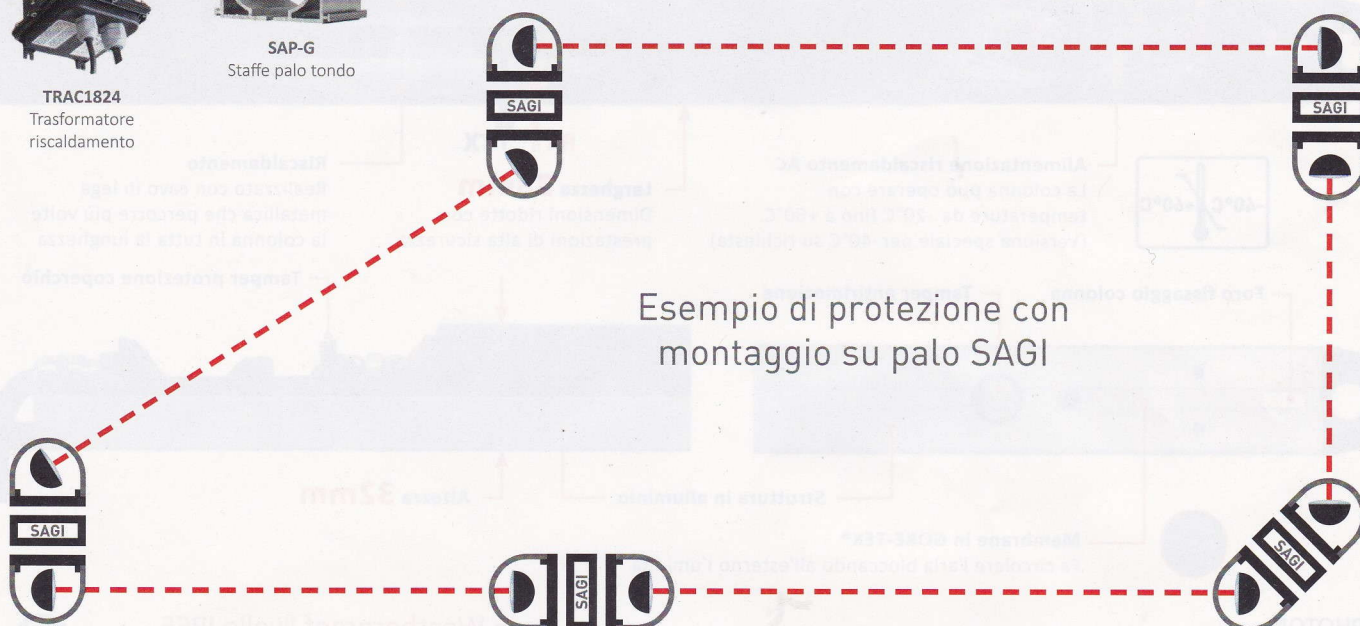 SAP-G
Staffe palo tondo
TRAC1824
Trasformatore
riscaldamento
SAGI
SAGI
Esempio di protezione con
montaggio su palo SAGI
SAGI
SAGI
SAGI